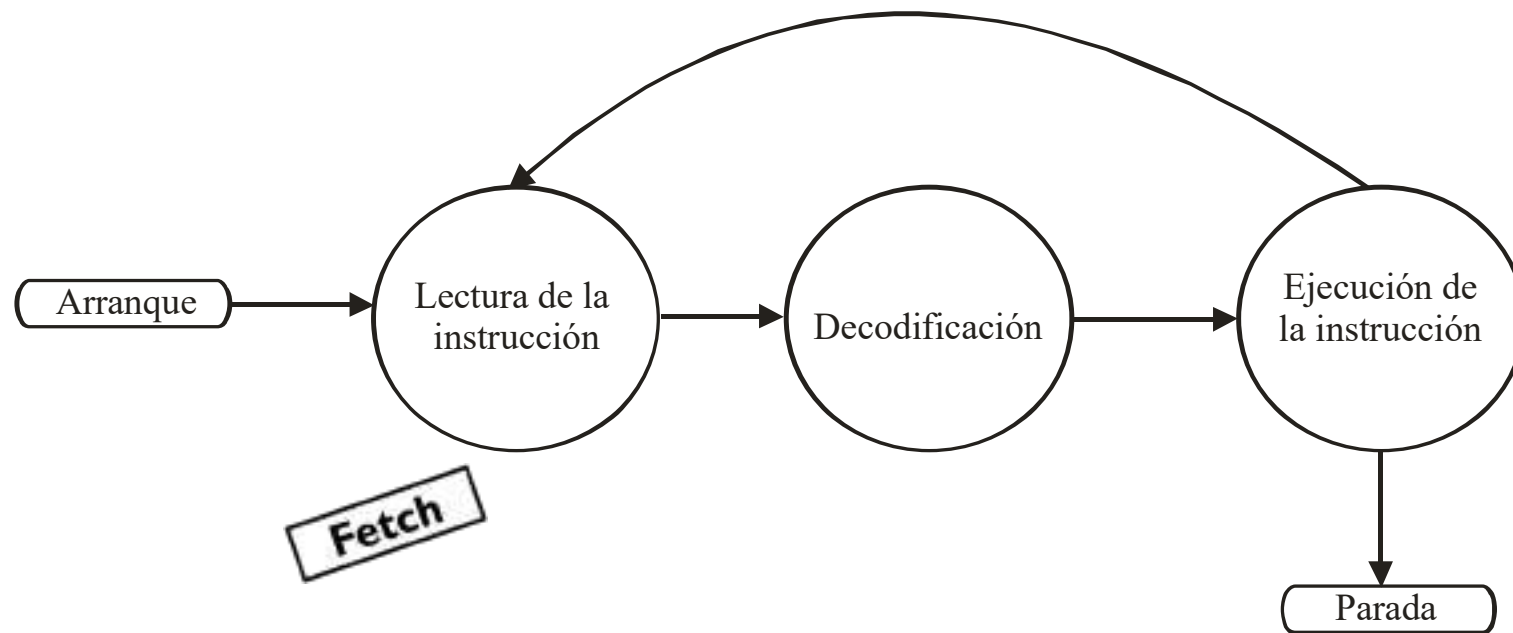 Arranque
Lectura de la
instrucción
Decodificación
Ejecución de
la instrucción
Fetch
Parada